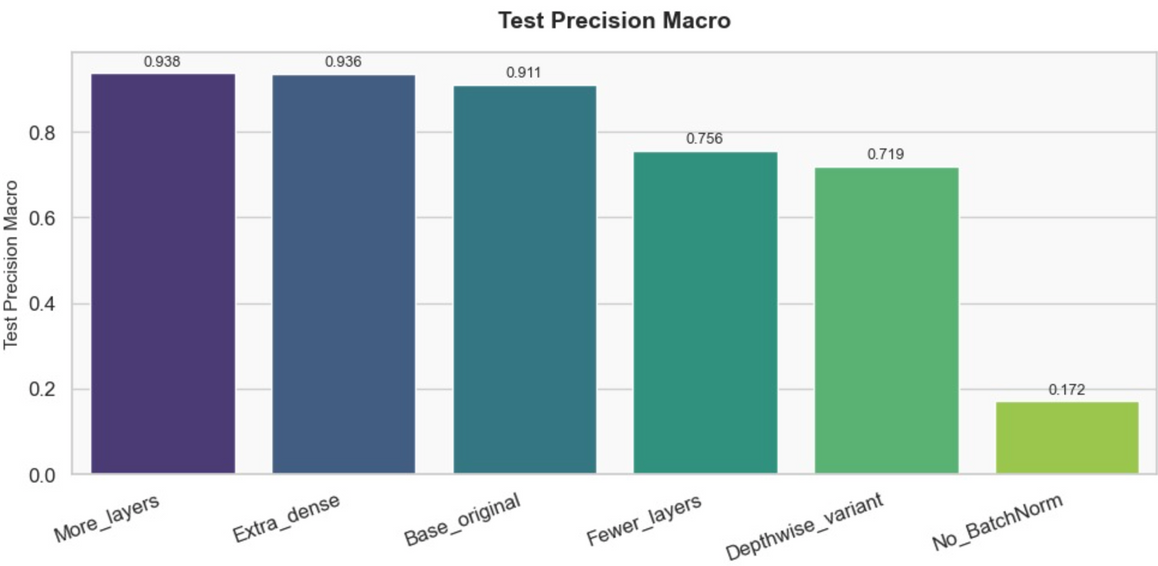 Test Precision Macro
0.938
0.936
0.911
0.756
0.719
0.172
Test Precision Macro
0.8
0.6
0.4
0.2
0.0
More_layers
Extra_dense
Base_original
Fewer_layers
Depthwise_variant
No_BatchNorm